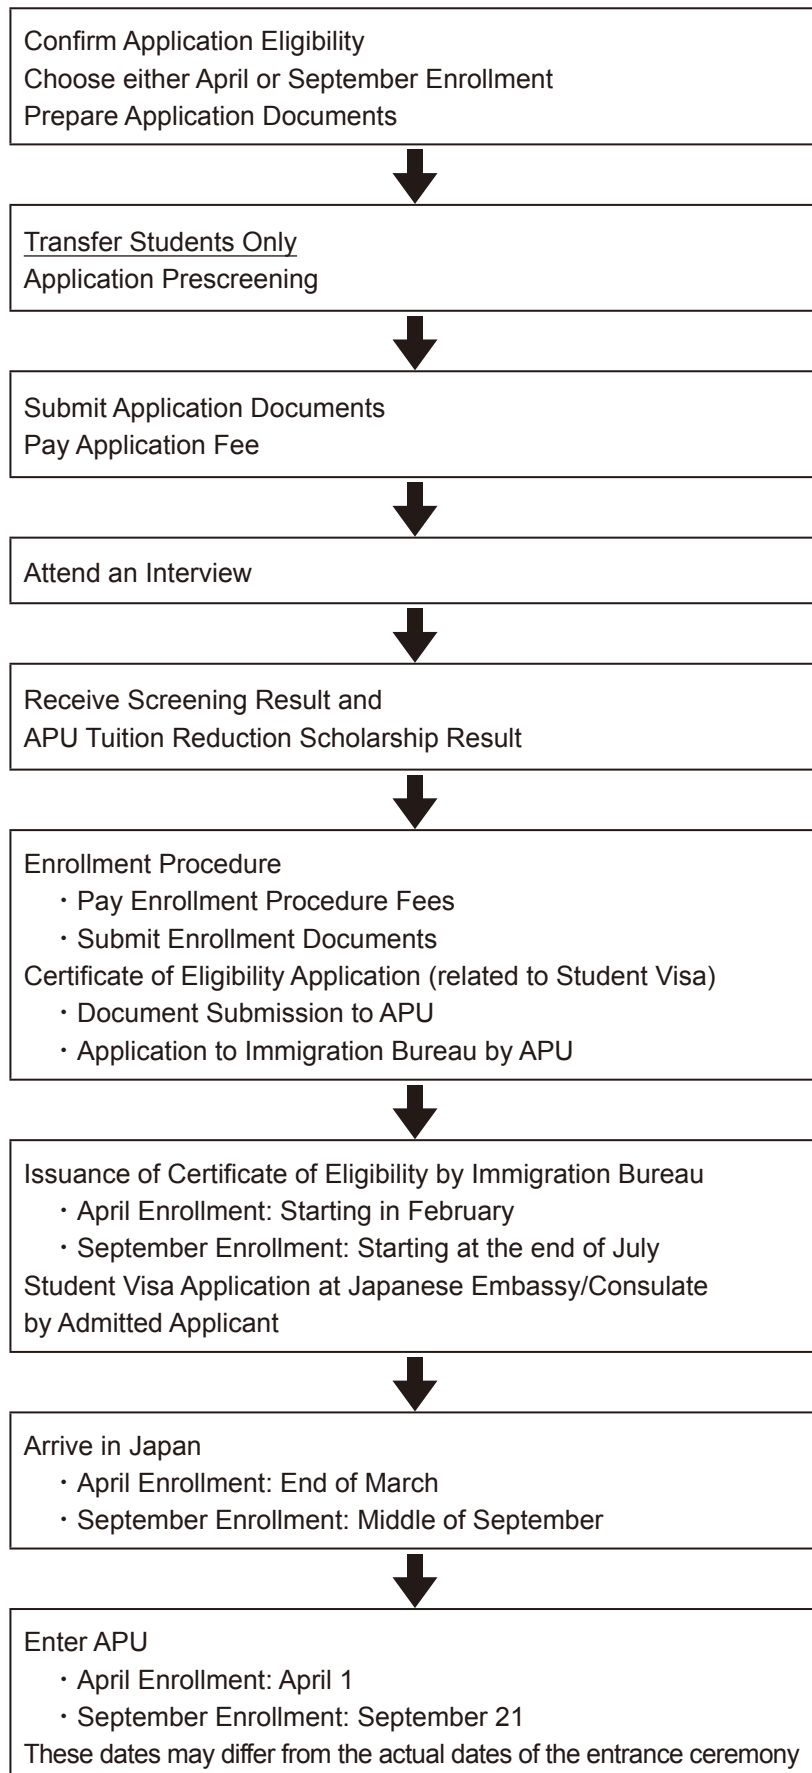 Confirm Application Eligibility
Choose either April or September Enrollment
Prepare Application Documents
Transfer Students Only
Application Prescreening
Submit Application Documents
Pay Application Fee
Attend an Interview
Receive Screening Result and
APU Tuition Reduction Scholarship Result
Enrollment Procedure
・Pay Enrollment Procedure Fees
・Submit Enrollment Documents
Certificate of Eligibility Application (related to Student Visa)
・Document Submission to APU
・Application to Immigration Bureau by APU
Issuance of Certificate of Eligibility by Immigration Bureau
・April Enrollment: Starting in February
・September Enrollment: Starting at the end of July
Student Visa Application at Japanese Embassy/Consulate
by Admitted Applicant
Arrive in Japan
・April Enrollment: End of March
・September Enrollment: Middle of September
Enter APU
・April Enrollment: April 1
・September Enrollment: September 21
These dates may differ from the actual dates of the entrance ceremony